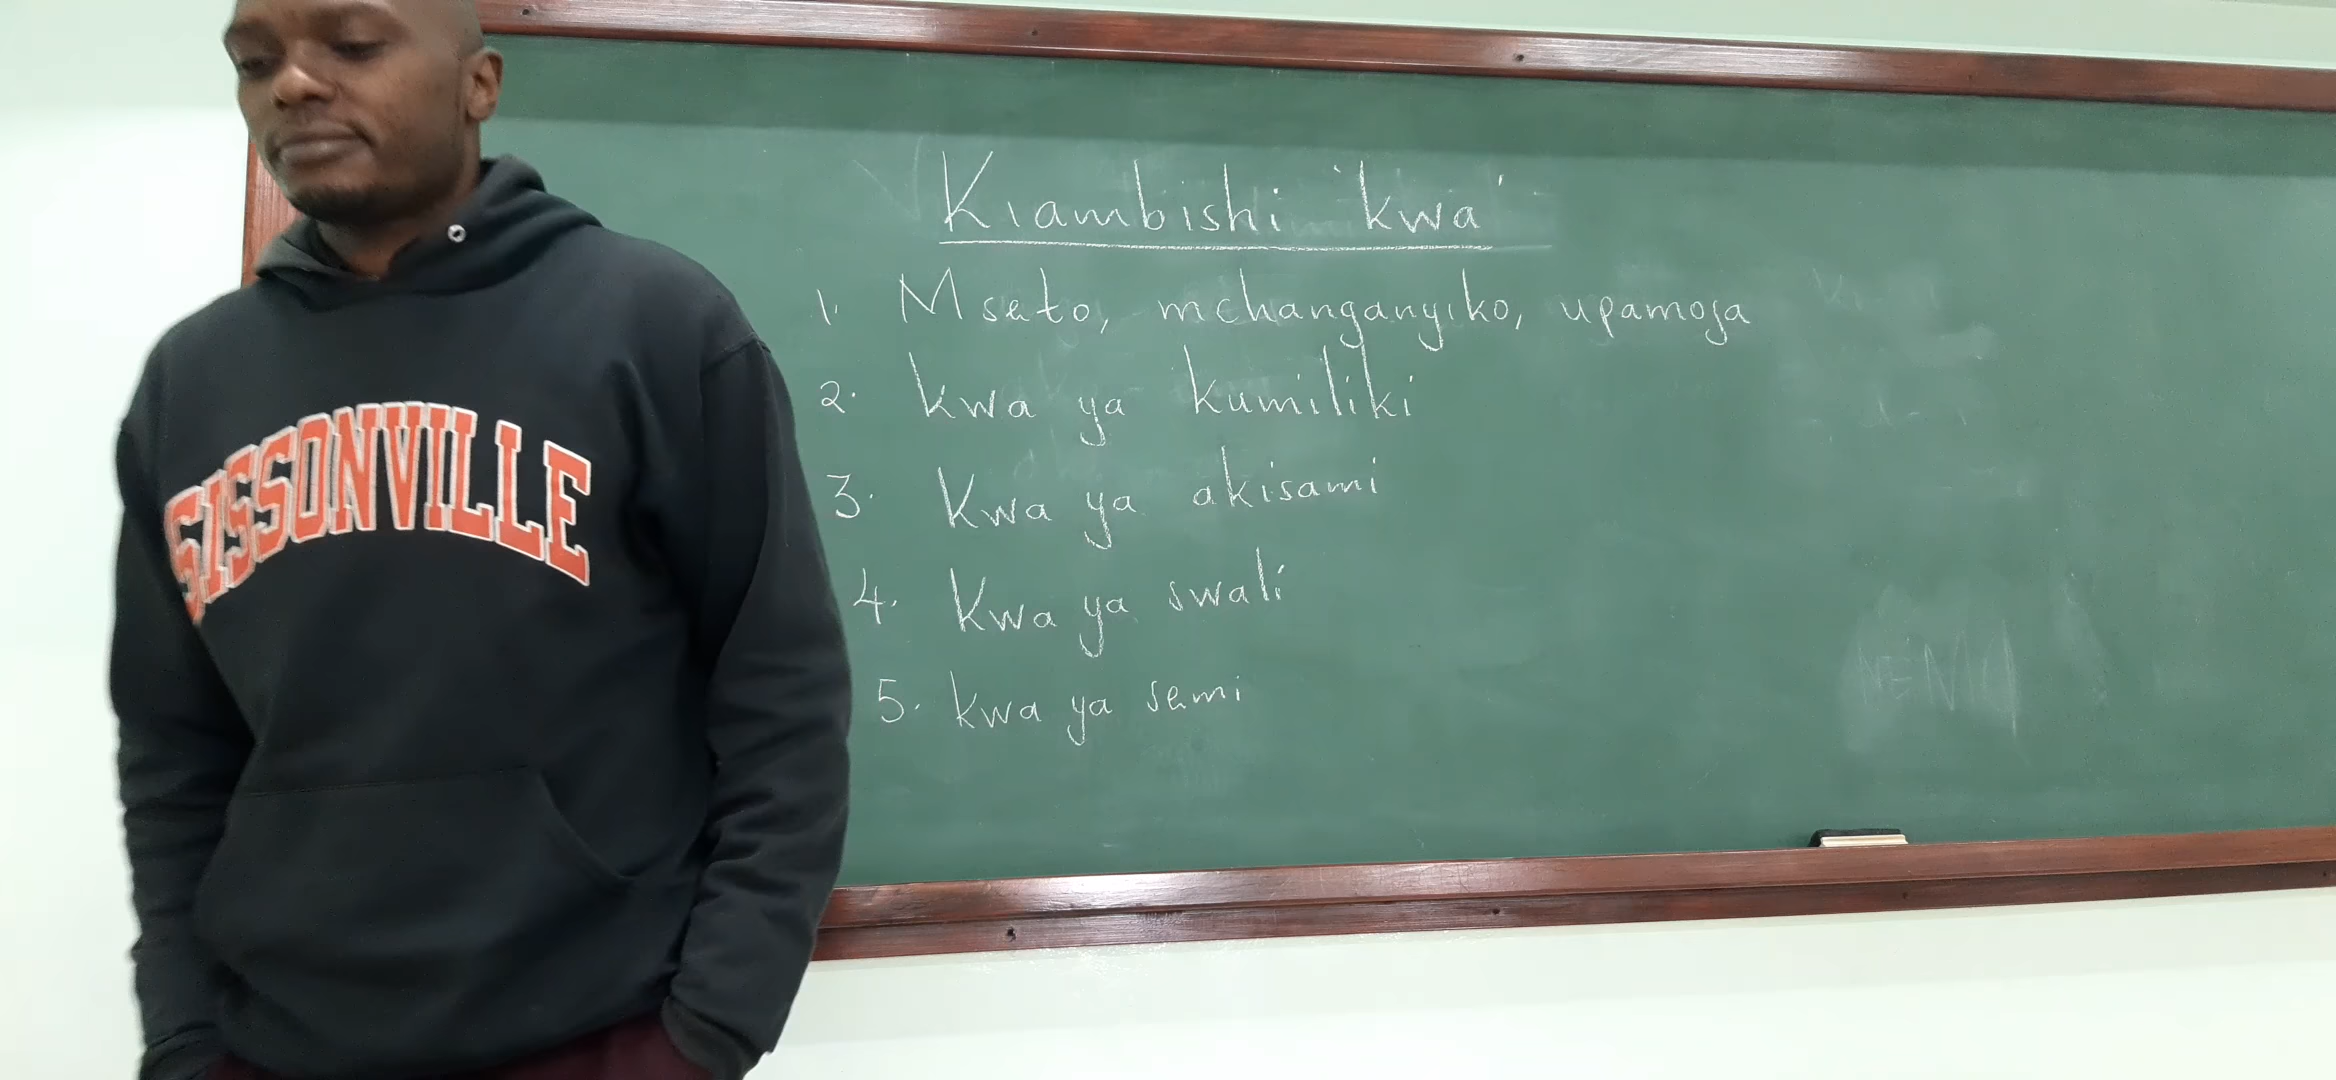 SISSONVILLE
Kiambishi 'kwa'
1. Mseto, mchanganyiko, upamoja
2. kwa ya kumiliki
3. Kwa ya akisami
4. Kwa ya swali
5. kwa ya semi